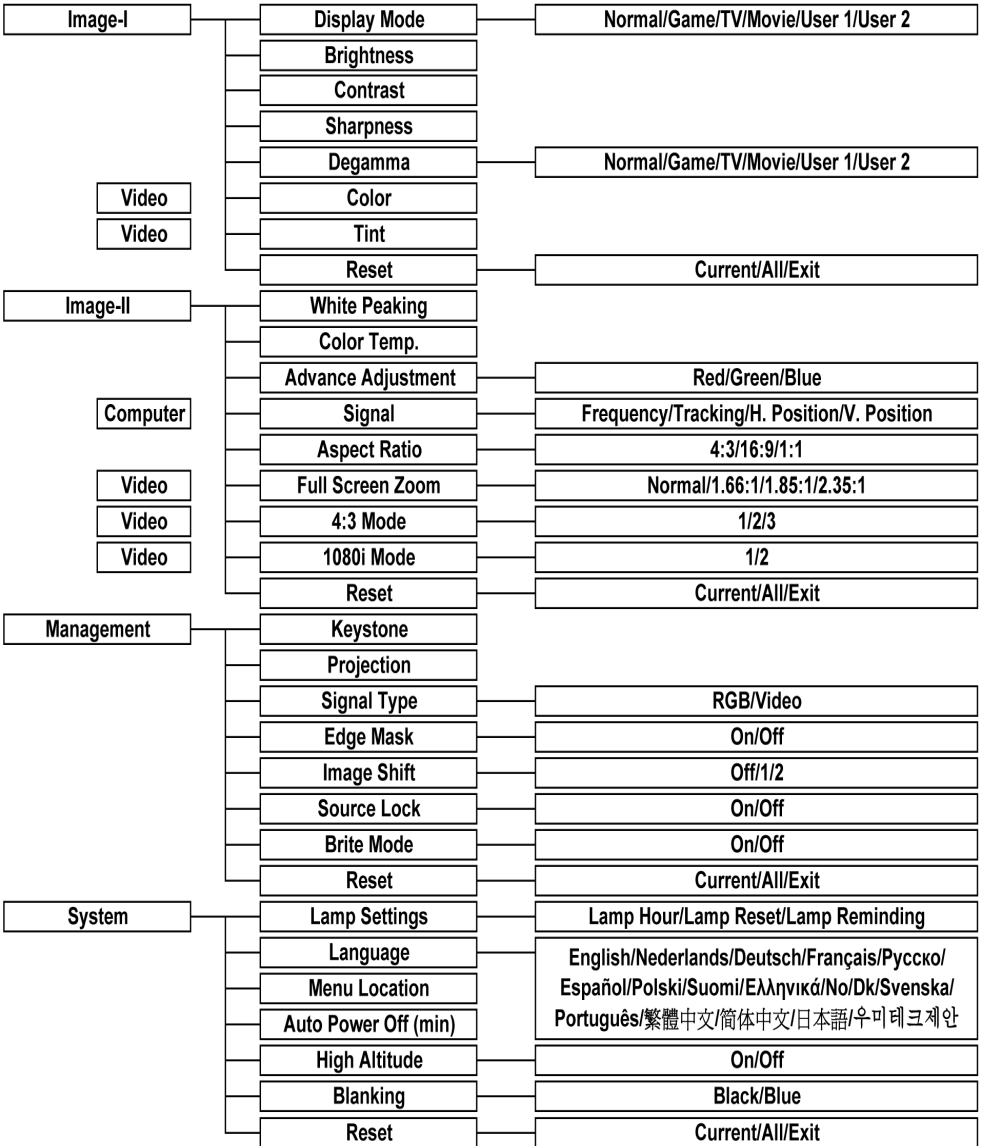 Image-I Display Mode Normal/Game/TV/Movie/User 1/User 2
Brightness
Contrast
Sharpness
Degamma Normal/Game/TV/Movie/User 1/User 2
Video Color
Video Tint
Reset Current/All/Exit
Image-II White Peaking
Color Temp.
Advance Adjustment Red/Green/Blue
Computer Signal Frequency/Tracking/H. Position/V. Position
Aspect Ratio 4:3/16:9/1:1
Video Full Screen Zoom Normal/1.66:1/1.85:1/2.35:1
Video 4:3 Mode 1/2/3
Video 1080i Mode 1/2
Reset Current/All/Exit
Management Keystone
Projection
Signal Type RGB/Video
Edge Mask On/Off
Image Shift Off/1/2
Source Lock On/Off
Brite Mode On/Off
Reset Current/All/Exit
System Lamp Settings Lamp Hour/Lamp Reset/Lamp Reminding
Language
Menu Location
Auto Power Off (min)
English/Nederlands/Deutsch/Français/Русско/
Español/Polski/Suomi/Ελληνικά/No/Dk/Svenska/
Português/繁體中文/简体中文/日本語/우미테크제안
High Altitude On/Off
Blanking Black/Blue
Reset Current/All/Exit